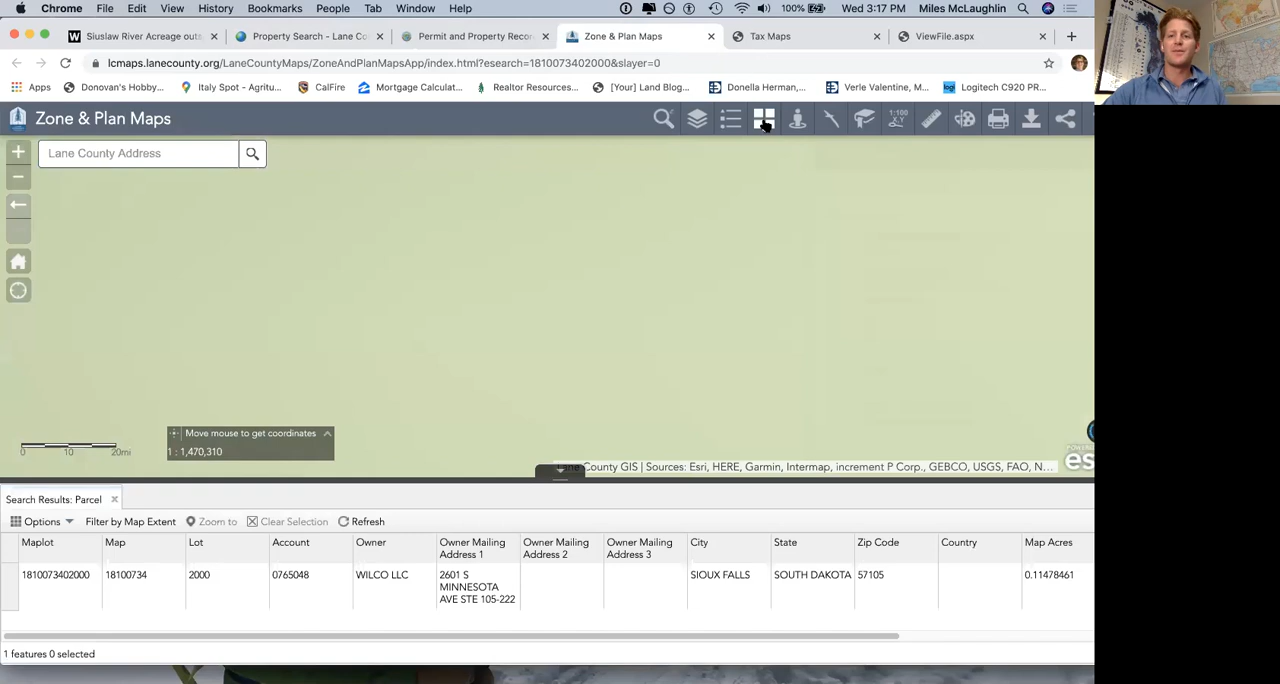 Chrome File Edit View History Bookmarks People Tab Window Help 100% Wed 3:17 PM Miles McLaughlin
Siuslaw River Acreage outs Property Search - Lane Co Permit and Property Recor Zone & Plan Maps Tax Maps ViewFile.aspx
lcmaps.lanecounty.org/LaneCountyMaps/ZoneAndPlanMapsApp/index.html?esearch=1810073402000&slayer=0
Apps Donovan's Hobby... Italy Spot - Agritu... CalFire Mortgage Calculat... Realtor Resources... [Your] Land Blog... Donella Herman,... Verle Valentine, M... Logitech C920 PR...
Zone & Plan Maps
1:100
X,Y
Lane County Address
Move mouse to get coordinates
1 : 1,470,310
0 10 20mi
Lane County GIS | Sources: Esri, HERE, Garmin, Intermap, increment P Corp., GEBCO, USGS, FAO, N...
es
Search Results: Parcel
Options Filter by Map Extent Zoom to Clear Selection Refresh
Maplot Map Lot Account Owner Owner Mailing Address 1 Owner Mailing Address 2 Owner Mailing Address 3 City State Zip Code Country Map Acres
1810073402000 18100734 2000 0765048 WILCO LLC 2601 S MINNESOTA AVE STE 105-222 SIOUX FALLS SOUTH DAKOTA 57105 0.11478461
1 features 0 selected